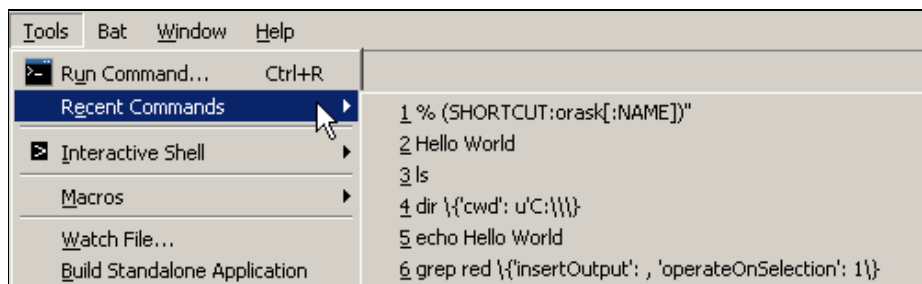 Tools Bat Window Help
Run Command... Ctrl+R
Recent Commands
Interactive Shell
Macros
Watch File...
Build Standalone Application
1 % (SHORTCUT:orask[:NAME])"
2 Hello World
3 ls
4 dir \{'cwd': u'C:\\\}
5 echo Hello World
6 grep red \{'insertOutput': , 'operateOnSelection': 1\}